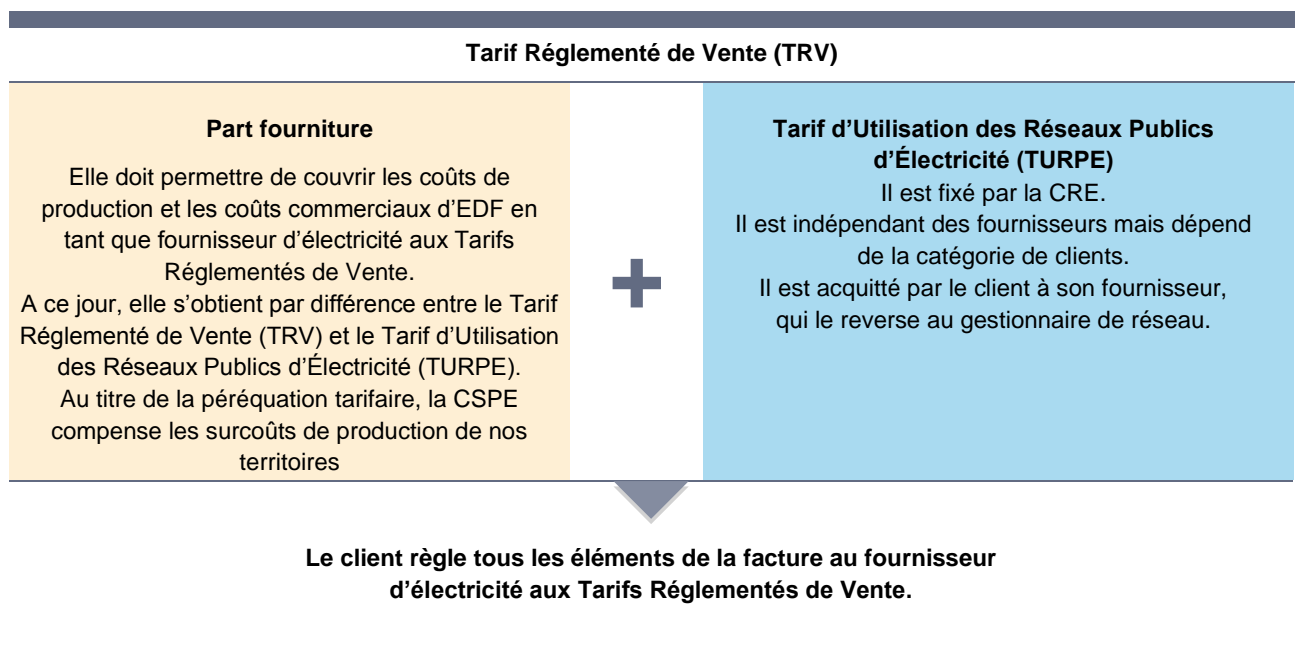 Tarif Réglementé de Vente (TRV)
Part fourniture
Elle doit permettre de couvrir les coûts de
production et les coûts commerciaux d’EDF en
tant que fournisseur d’électricité aux Tarifs
Réglementés de Vente.
A ce jour, elle s’obtient par différence entre le Tarif
Réglementé de Vente (TRV) et le Tarif d’Utilisation
des Réseaux Publics d’Électricité (TURPE).
Au titre de la péréquation tarifaire, la CSPE
compense les surcoûts de production de nos
territoires
+
Tarif d’Utilisation des Réseaux Publics
d’Électricité (TURPE)
Il est fixé par la CRE.
Il est indépendant des fournisseurs mais dépend
de la catégorie de clients.
Il est acquitté par le client à son fournisseur,
qui le reverse au gestionnaire de réseau.
Le client règle tous les éléments de la facture au fournisseur
d’électricité aux Tarifs Réglementés de Vente.